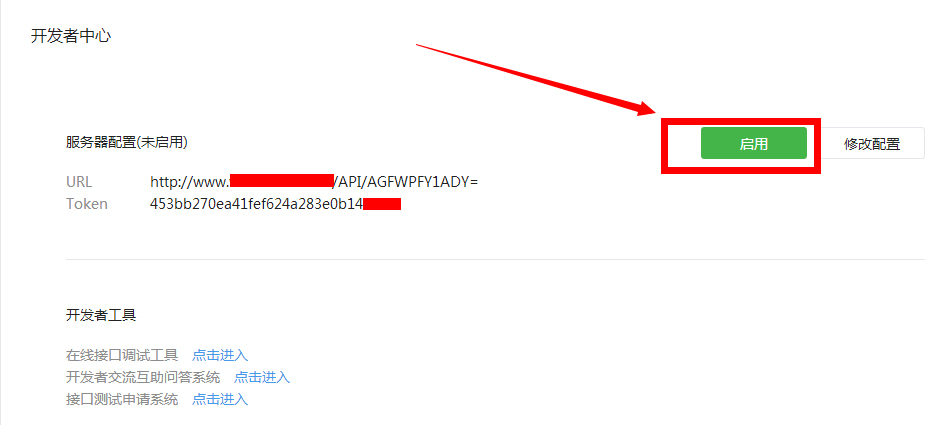 开发者中心
服务器配置(未启用)
启用
修改配置
URL http://www. /API/AGFWPFY1ADY=
Token 453bb270ea41fef624a283e0b14
开发者工具
在线接口调试工具 点击进入
开发者交流互助问答系统 点击进入
接口测试申请系统 点击进入